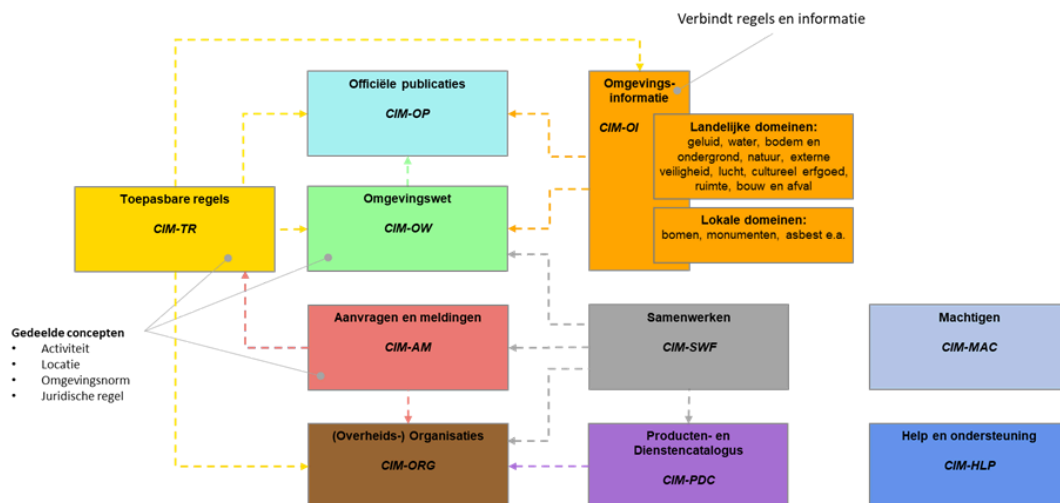 Verbindt regels en informatie
Officiële publicaties
CIM-OP
Omgevings-
informatie
CIM-OI
Landelijke domeinen:
geluid, water, bodem en
ondergrond, natuur, externe
veiligheid, lucht, cultureel erfgoed,
ruimte, bouw en afval
Lokale domeinen:
bomen, monumenten, asbest e.a.
Toepasbare regels
CIM-TR
Omgevingswet
CIM-OW
Gedeelde concepten
• Activiteit
• Locatie
• Omgevingsnorm
• Juridische regel
Aanvragen en meldingen
CIM-AM
Samenwerken
CIM-SWF
Machtigen
CIM-MAC
(Overheids-) Organisaties
CIM-ORG
Producten- en
Dienstencatalogus
CIM-PDC
Help en ondersteuning
CIM-HLP